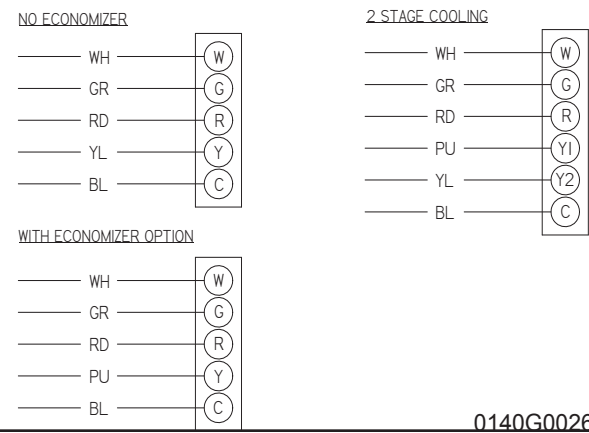 NO ECONOMIZER
WH W
GR G
RD R
YL Y
BL C
2 STAGE COOLING
WH W
GR G
RD R
PU Y1
YL Y2
BL C
WITH ECONOMIZER OPTION
WH W
GR G
RD R
PU Y
BL C
0140G0026